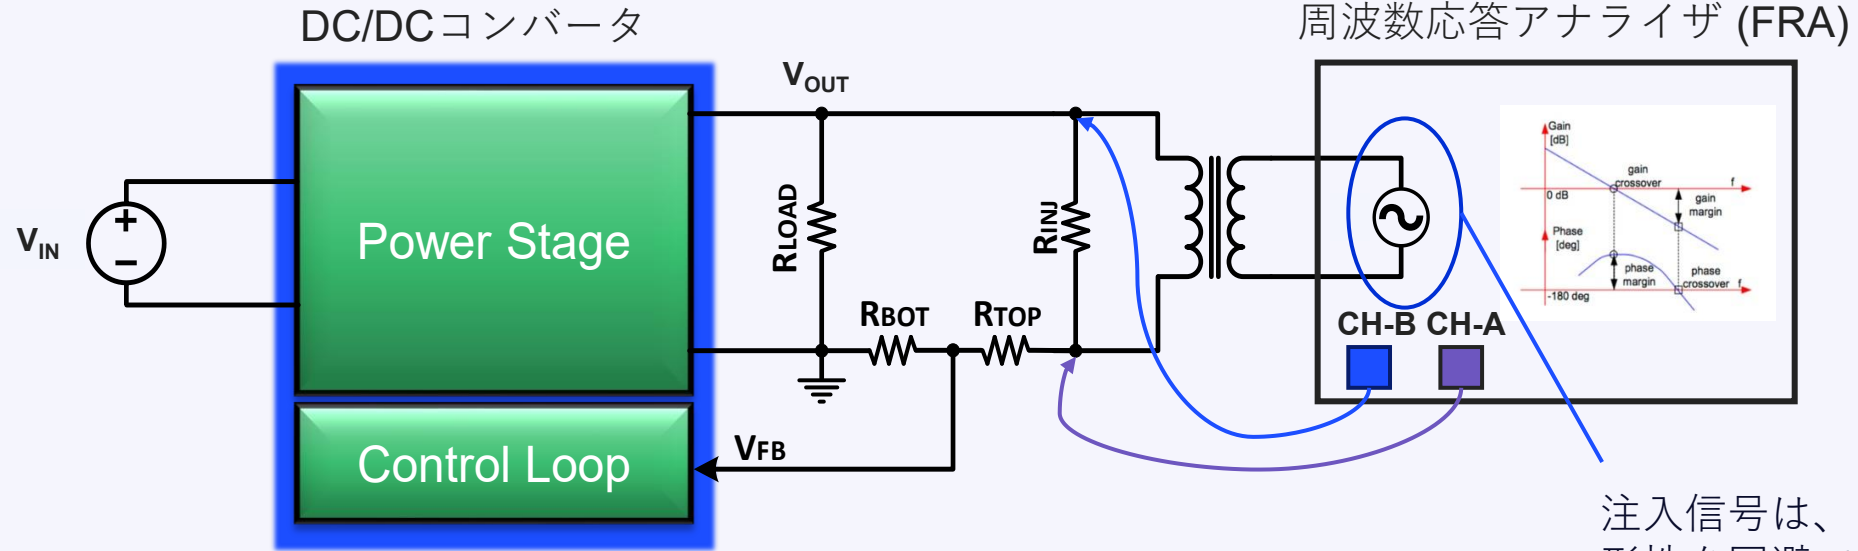 DC/DCコンバータ
周波数応答アナライザ (FRA)
VOUT
VIN
Power Stage
RLOAD
RINJ
RBOT
RTOP
Control Loop
VFB
CH-B
CH-A
Gain
[dB]
gain
crossover
f
0 dB
gain
margin
Phase
[deg]
phase
margin
phase
crossover
f
-180 deg
注入信号は、